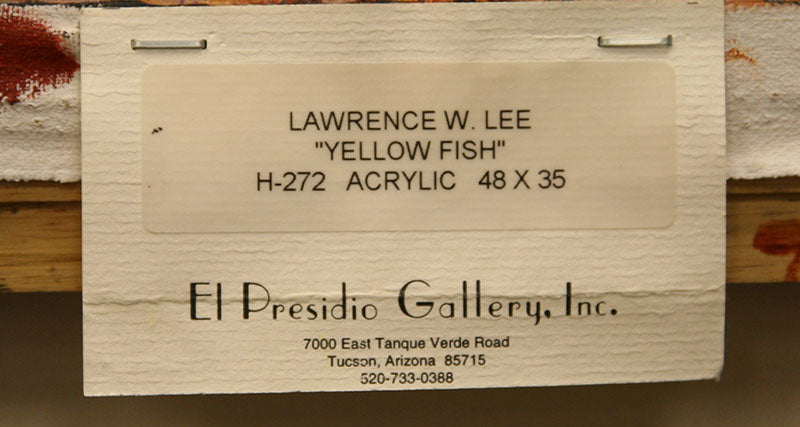 LAWRENCE W. LEE
"YELLOW FISH"
H-272 ACRYLIC 48 X 35
El Presidio Gallery, Inc.
7000 East Tanque Verde Road
Tucson, Arizona 85715
520-733-0388